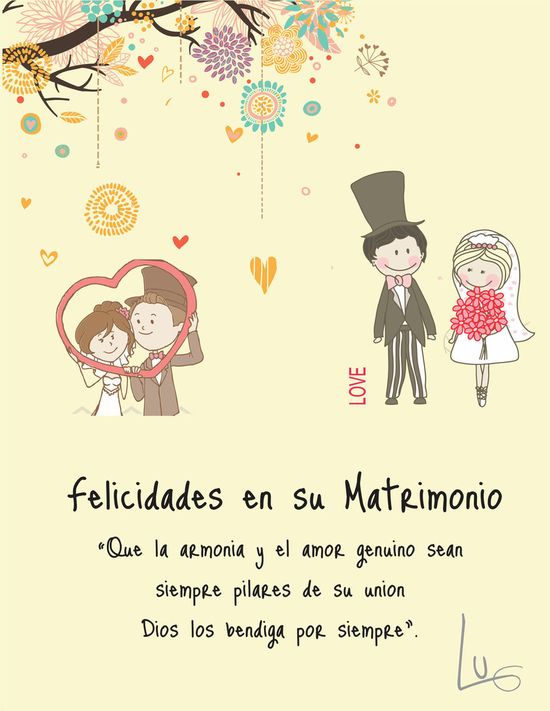 LOVE
felicidades en su Matrimonio
"Que la armonia y el amor genuino sean
siempre pilares de su union
Dios los bendiga por siempre".